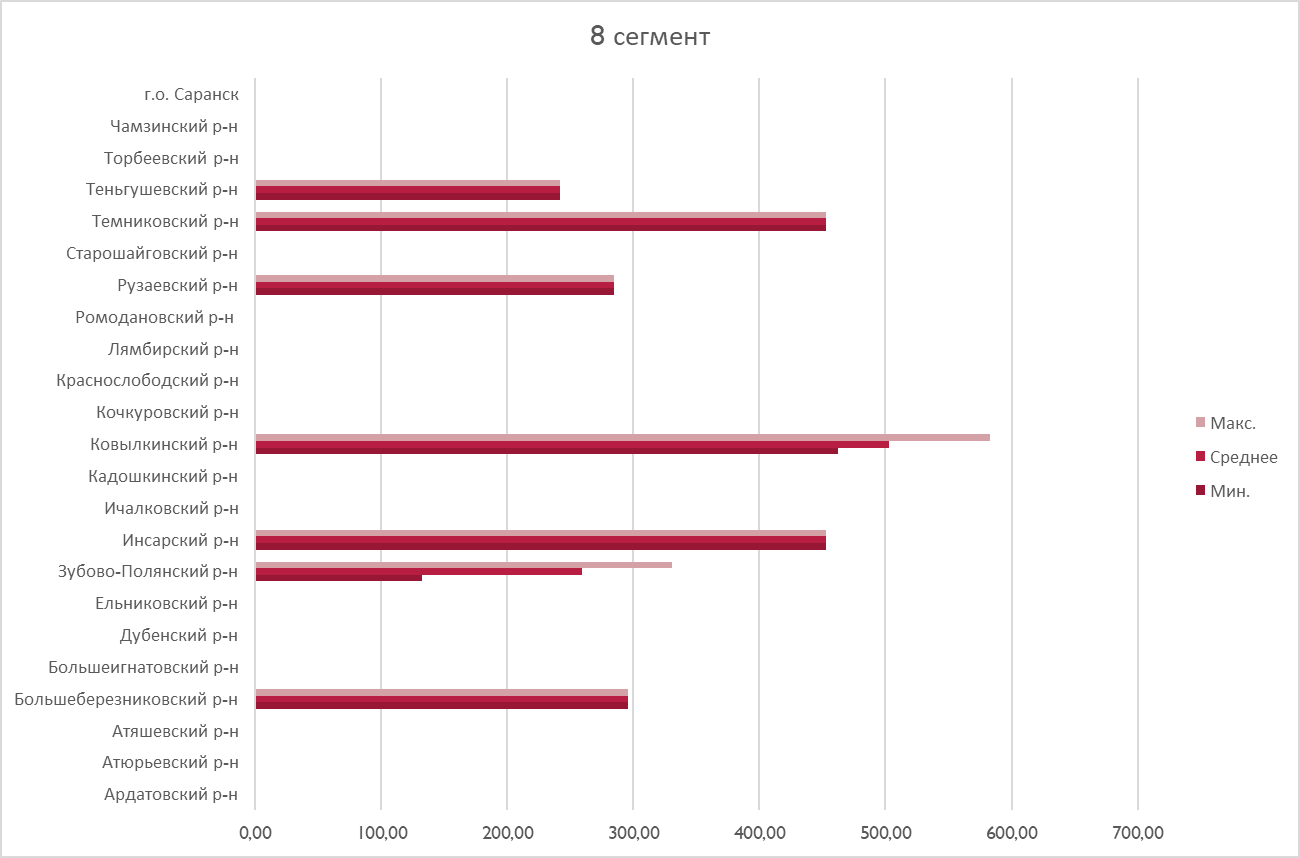 8 сегмент
г.о. Саранск
Чамзинский р-н
Торбеевский р-н
Теньгушевский р-н
Темниковский р-н
Старошайговский р-н
Рузаевский р-н
Ромодановский р-н
Лямбирский р-н
Краснослободский р-н
Кочкуровский р-н
Ковылкинский р-н
Кадошкинский р-н
Ичалковский р-н
Инсарский р-н
Зубово-Полянский р-н
Ельниковский р-н
Дубенский р-н
Большеигнатовский р-н
Большеберезниковский р-н
Атяшевский р-н
Атюрьевский р-н
Ардатовский р-н
0,00 100,00 200,00 300,00 400,00 500,00 600,00 700,00
Макс.
Среднее
Мин.